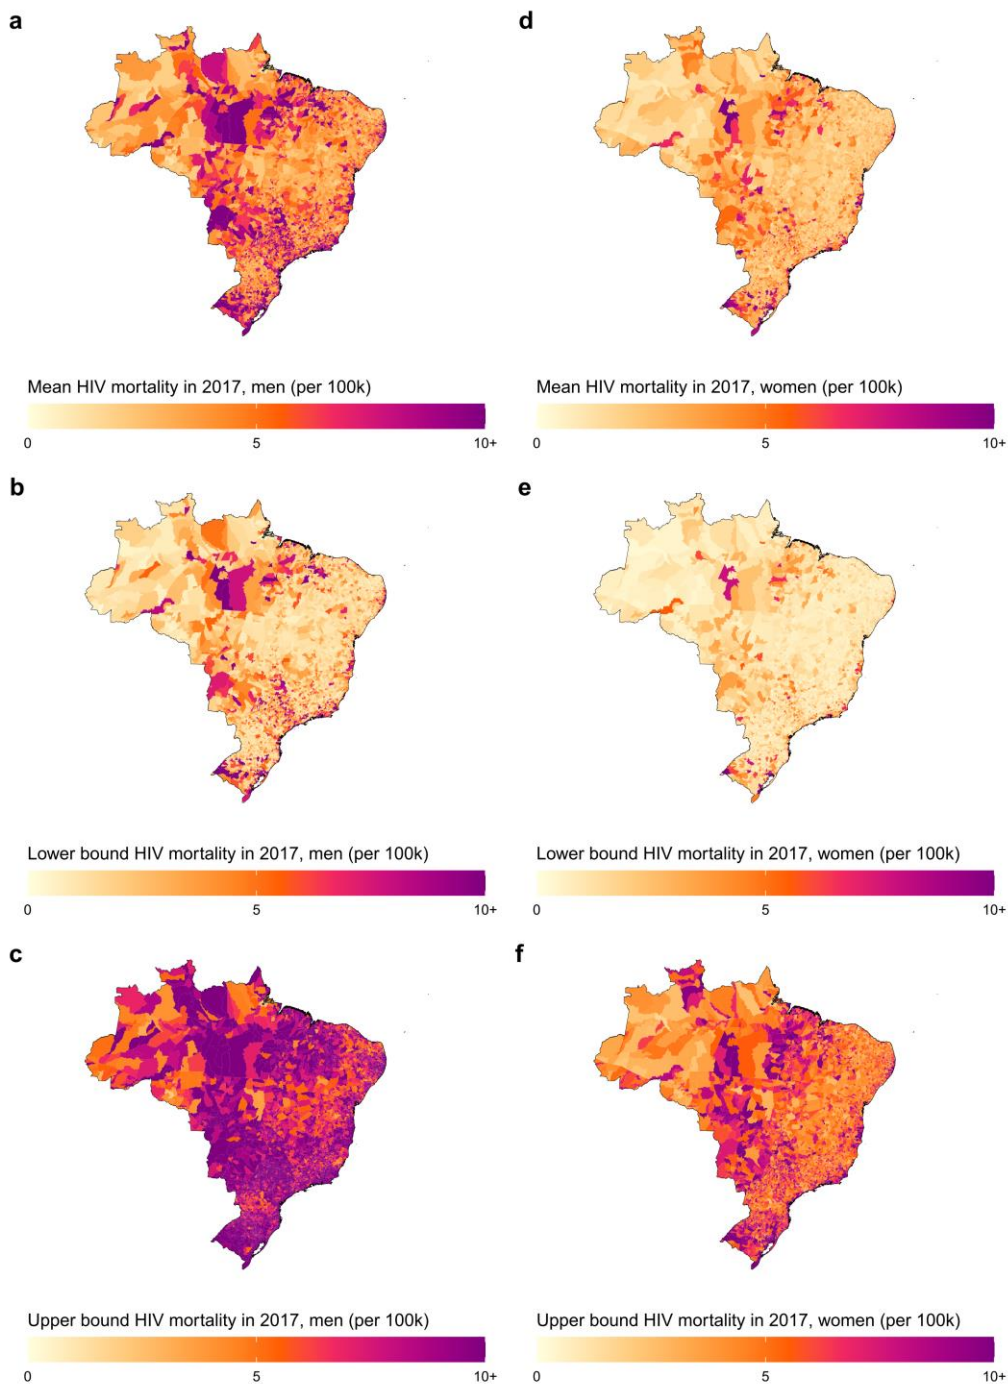 a
d
Mean HIV mortality in 2017, men (per 100k)
0 5 10+
Mean HIV mortality in 2017, women (per 100k)
0 5 10+
b
e
Lower bound HIV mortality in 2017, men (per 100k)
0 5 10+
Lower bound HIV mortality in 2017, women (per 100k)
0 5 10+
c
f
Upper bound HIV mortality in 2017, men (per 100k)
0 5 10+
Upper bound HIV mortality in 2017, women (per 100k)
0 5 10+